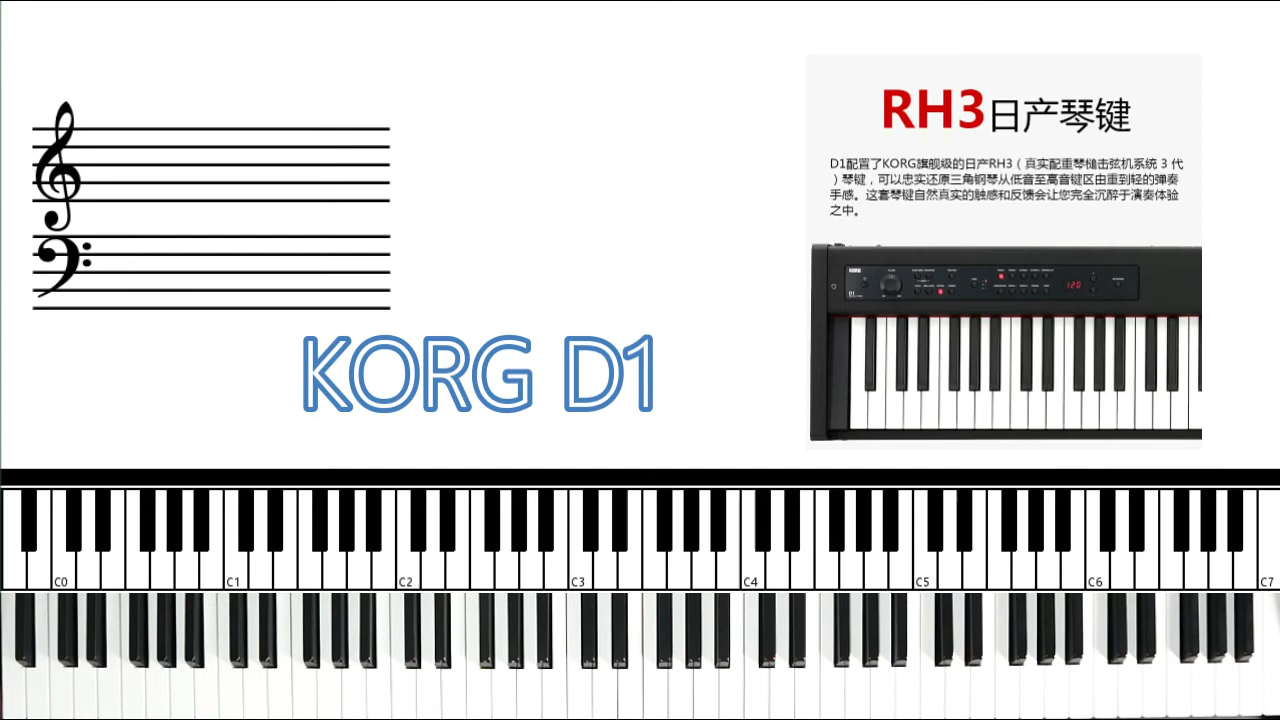 RH3日产琴键
D1配置了KORG旗舰级的日产RH3（真实配重琴槌击弦机系统 3 代
）琴键，可以忠实还原三角钢琴从低音至高音键区由重到轻的弹奏
手感。这套琴键自然真实的触感和反馈会让您完全沉醉于演奏体验
之中。
KORG
D1
120
KORG D1
C0 C1 C2 C3 C4 C5 C6 C7